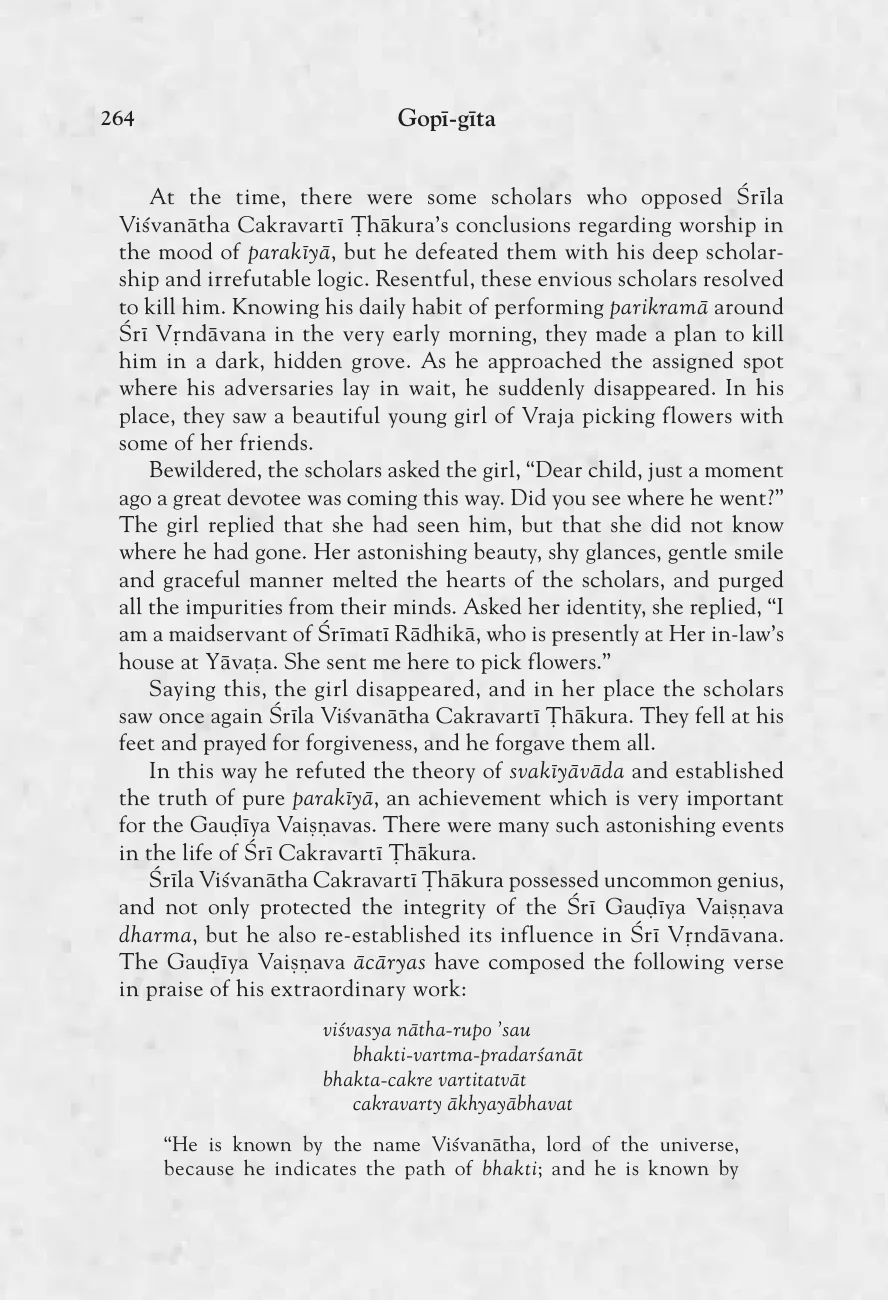 264
Gopī-gīta
At the time, there were some scholars who opposed Śrīla
Viśvanātha Cakravartī Ṭhākura’s conclusions regarding worship in
the mood of parakīyā, but he defeated them with his deep scholar-
ship and irrefutable logic. Resentful, these envious scholars resolved
to kill him. Knowing his daily habit of performing parikramā around
Śrī Vṛndāvana in the very early morning, they made a plan to kill
him in a dark, hidden grove. As he approached the assigned spot
where his adversaries lay in wait, he suddenly disappeared. In his
place, they saw a beautiful young girl of Vraja picking flowers with
some of her friends.
Bewildered, the scholars asked the girl, “Dear child, just a moment
ago a great devotee was coming this way. Did you see where he went?”
The girl replied that she had seen him, but that she did not know
where he had gone. Her astonishing beauty, shy glances, gentle smile
and graceful manner melted the hearts of the scholars, and purged
all the impurities from their minds. Asked her identity, she replied, “I
am a maidservant of Śrīmatī Rādhikā, who is presently at Her in-law’s
house at Yāvaṭa. She sent me here to pick flowers.”
Saying this, the girl disappeared, and in her place the scholars
saw once again Śrīla Viśvanātha Cakravartī Ṭhākura. They fell at his
feet and prayed for forgiveness, and he forgave them all.
In this way he refuted the theory of svakīyāvāda and established
the truth of pure parakīyā, an achievement which is very important
for the Gauḍīya Vaiṣṇavas. There were many such astonishing events
in the life of Śrī Cakravartī Ṭhākura.
Śrīla Viśvanātha Cakravartī Ṭhākura possessed uncommon genius,
and not only protected the integrity of the Śrī Gauḍīya Vaiṣṇava
dharma, but he also re-established its influence in Śrī Vṛndāvana.
The Gauḍīya Vaiṣṇava ācāryas have composed the following verse
in praise of his extraordinary work:
viśvasya nātha-rupo ’sau
bhakti-vartma-pradarśanāt
bhakta-cakre vartitatvāt
cakravarty ākhyayābhavat
“He is known by the name Viśvanātha, lord of the universe,
because he indicates the path of bhakti; and he is known by